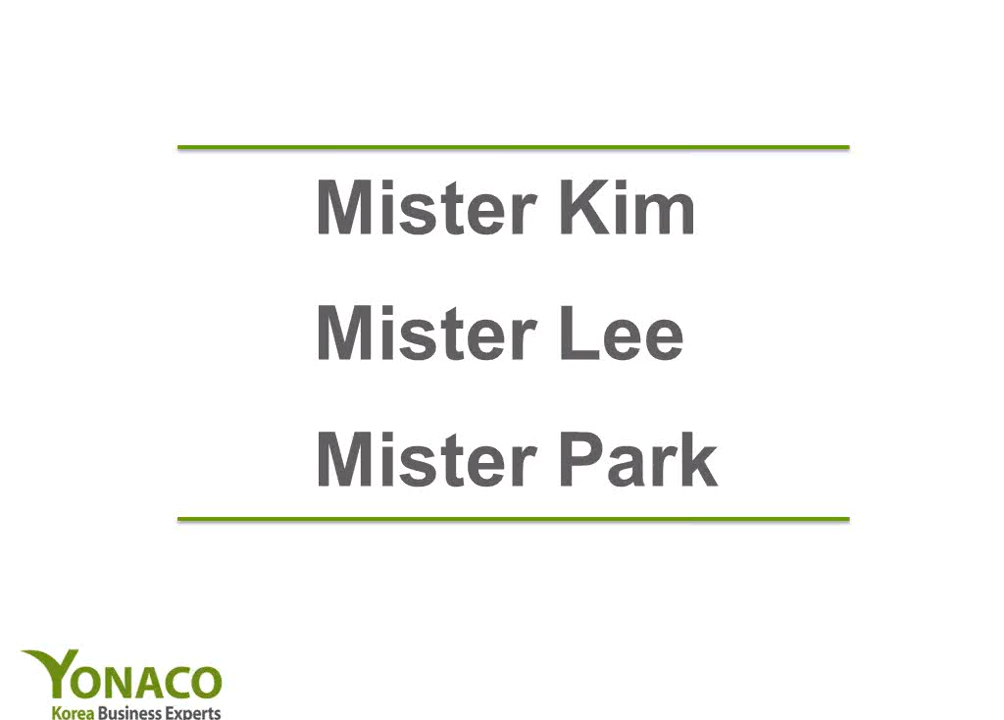 Mister Kim
Mister Lee
Mister Park
YONACO
Korea Business Experts